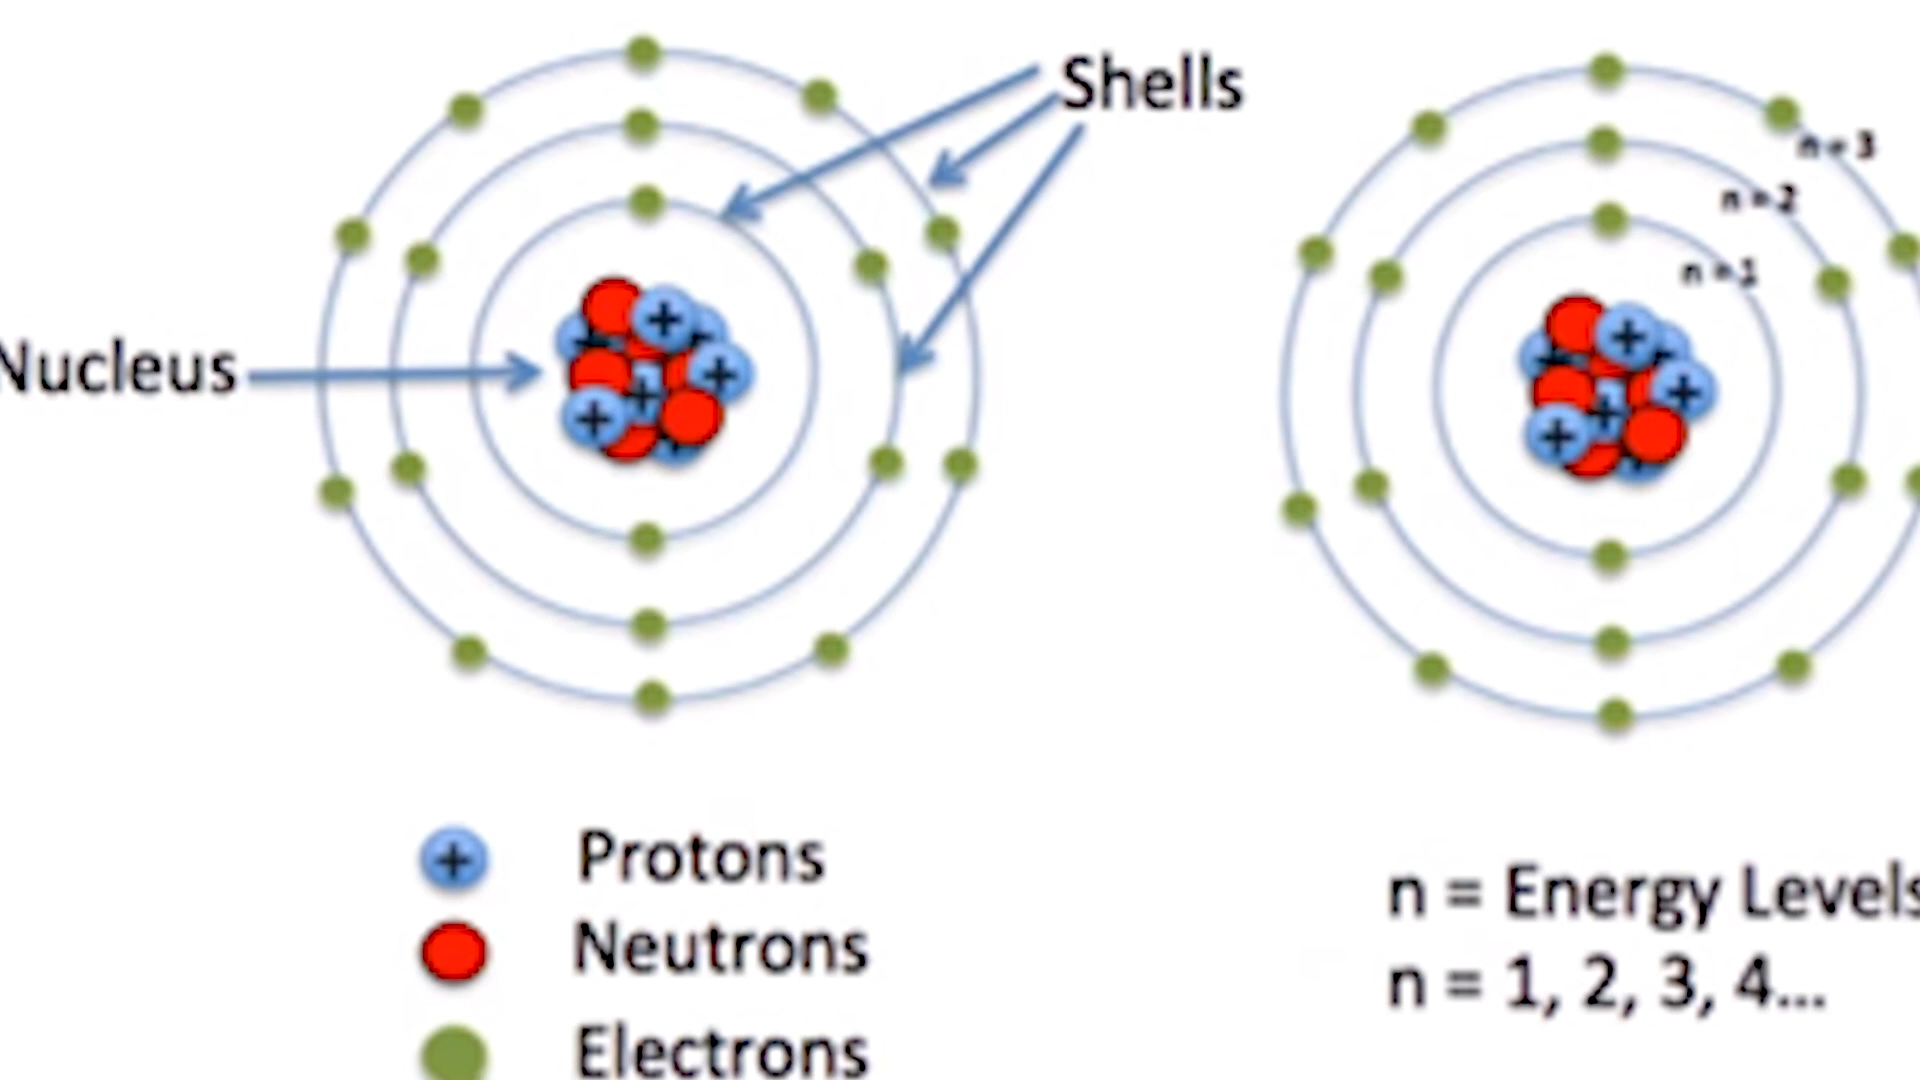 Shells
n = 3
n = 2
n = 1
Nucleus
+ Protons
Neutrons
Electrons
n = Energy Levels
n = 1, 2, 3, 4...